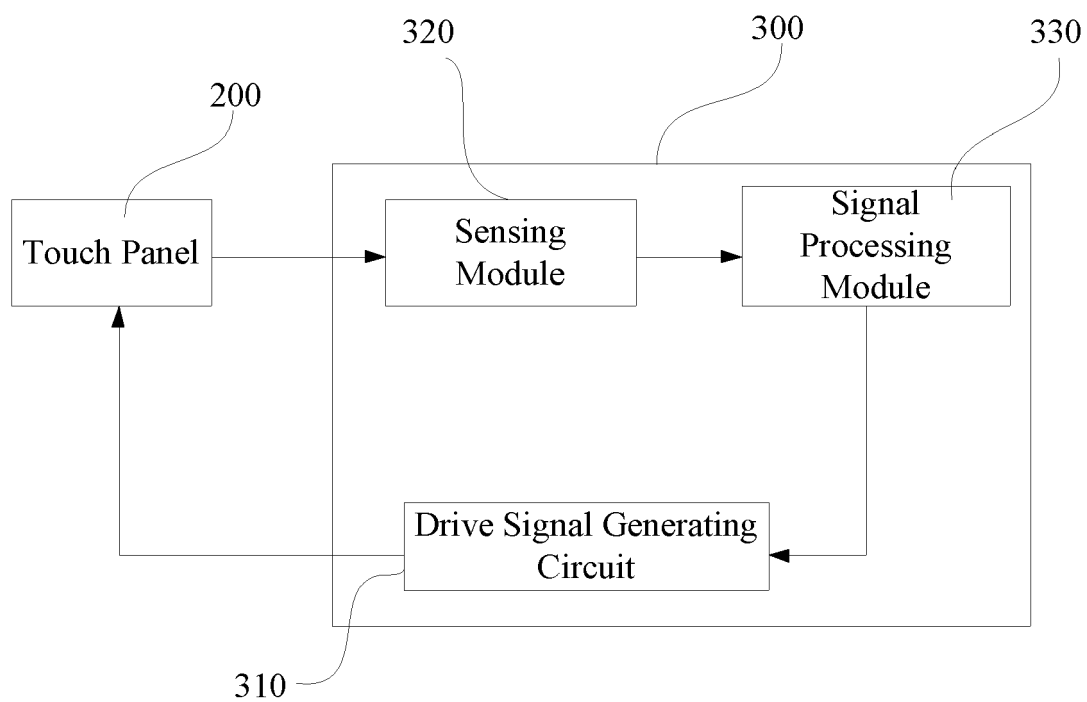 320
300
330
200
Touch Panel
Sensing
Module
Signal
Processing
Module
Drive Signal Generating
Circuit
310